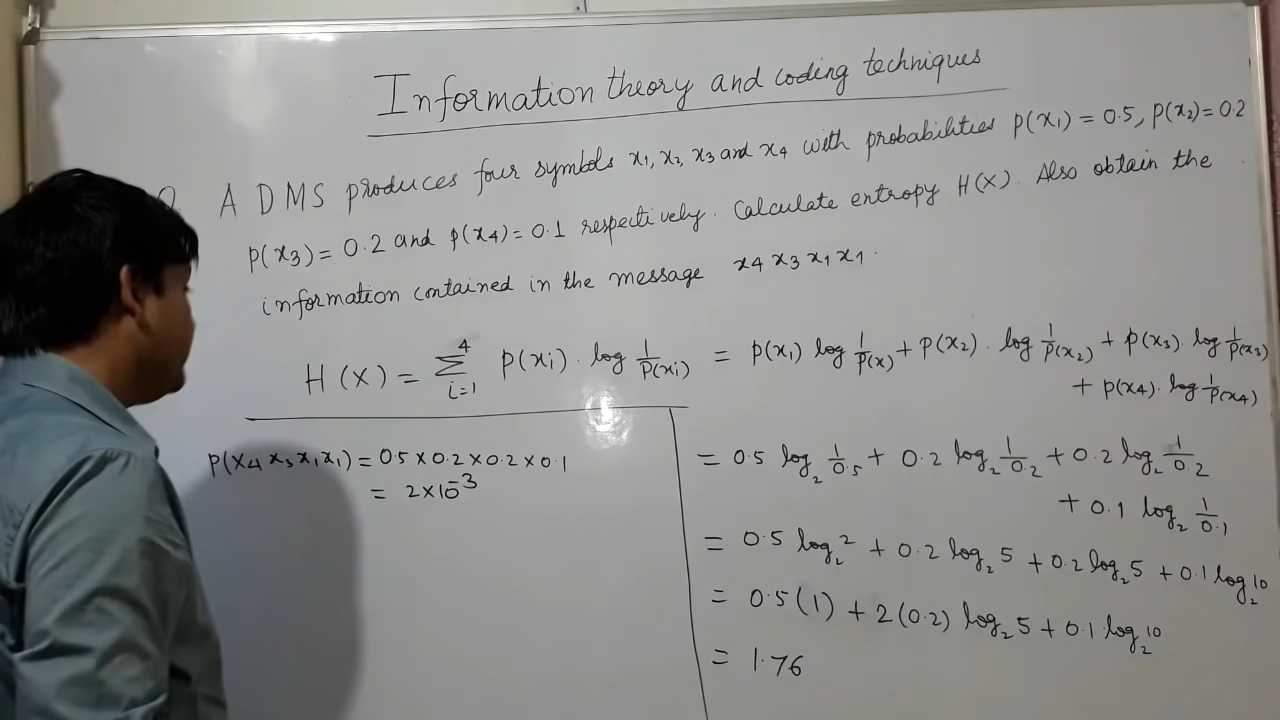 Information theory and coding techniques
Q A DMS produces four symbols x1, x2, x3 and x4 with probabilities P(x1) = 0.5, P(x2) = 0.2
P(x3) = 0.2 and P(x4) = 0.1 respectively. Calculate entropy H(X). Also obtain the
information contained in the message x4 x3 x1 x1.
H(X) = 4 Σ i=1 P(xi). log 1/P(xi) = P(x1) log 1/P(x) + P(x2). log 1/P(x2) + P(x3). log 1/P(x3)
+ P(x4). log 1/P(x4)
P(x4 x3 x1 x1) = 0.5 × 0.2 × 0.2 × 0.1
= 2×10^-3
= 0.5 log2 1/0.5 + 0.2 log2 1/0.2 + 0.2 log2 1/0.2
+ 0.1 log2 1/0.1
= 0.5 log2 2 + 0.2 log2 5 + 0.2 log2 5 + 0.1 log2 10
= 0.5(1) + 2(0.2) log2 5 + 0.1 log2 10
= 1.76